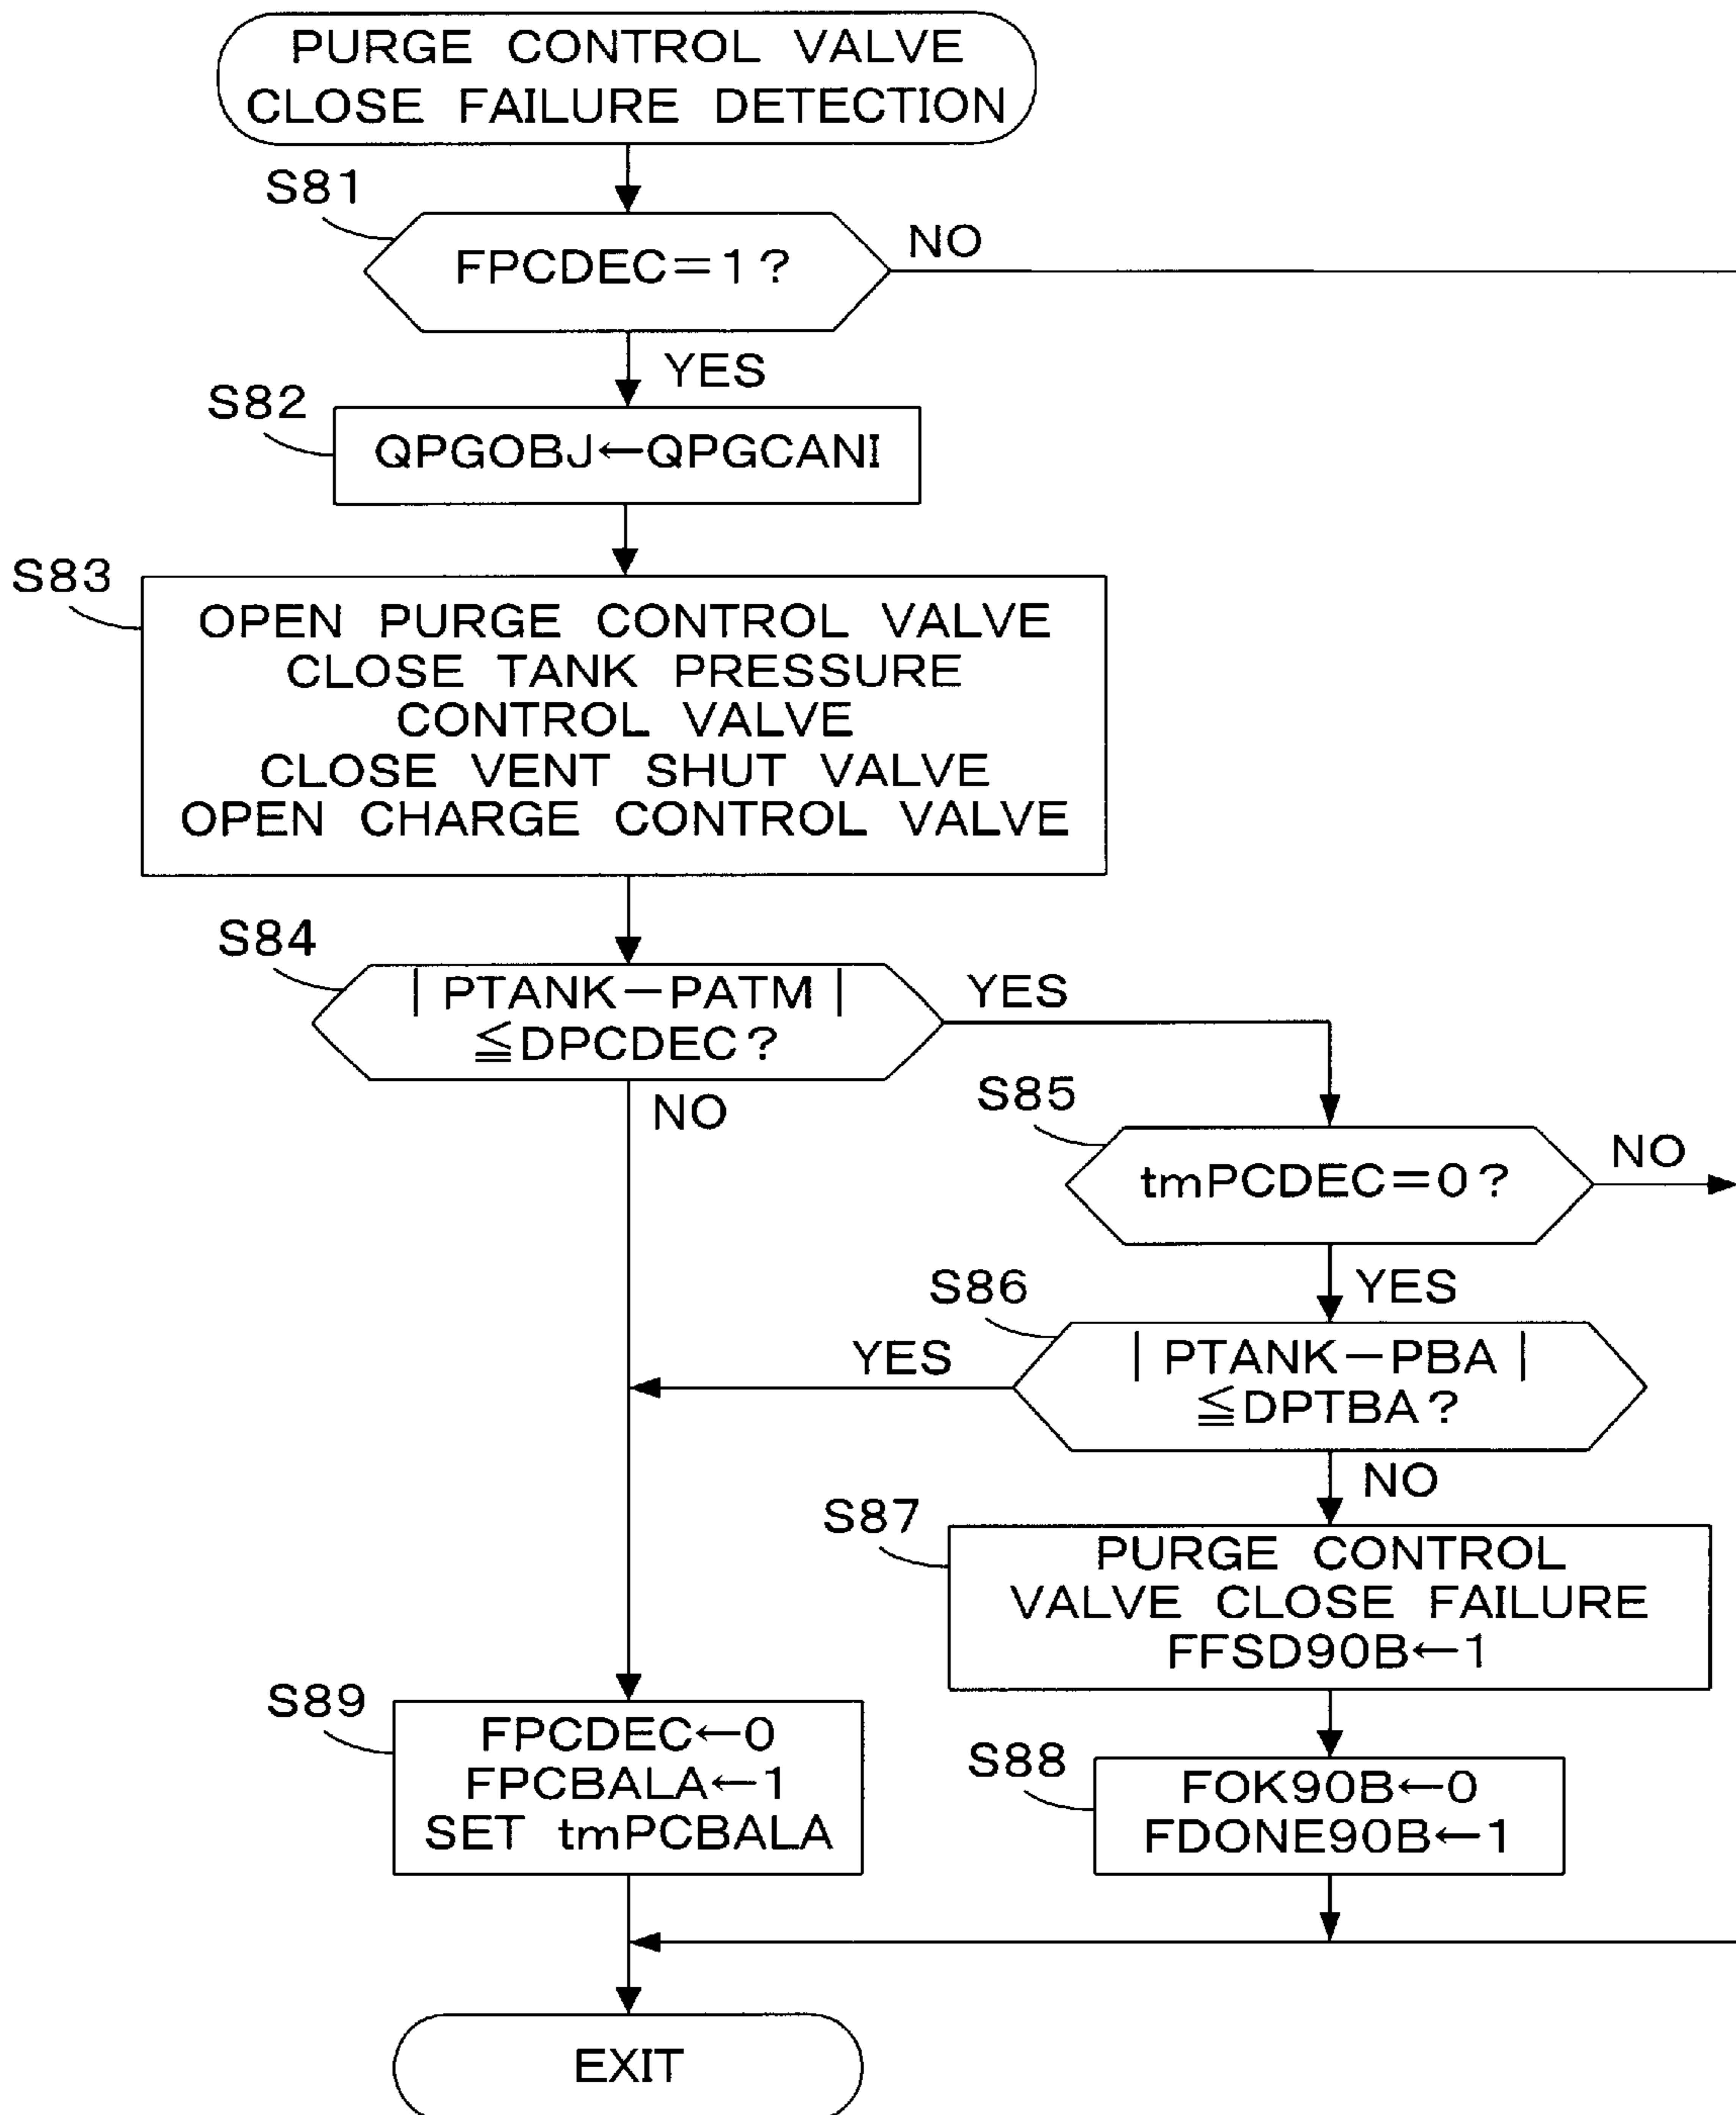 PURGE CONTROL VALVE
CLOSE FAILURE DETECTION
S81
FPCDEC=1?
NO
YES
S82
QPGOBJ←QPGCANI
S83
OPEN PURGE CONTROL VALVE
CLOSE TANK PRESSURE
CONTROL VALVE
CLOSE VENT SHUT VALVE
OPEN CHARGE CONTROL VALVE
S84
| PTANK-PATM |
≦DPCDEC?
YES
NO
S85
tmPCDEC=0?
NO
YES
S86
| PTANK-PBA |
≦DPTBA?
YES
NO
S87
PURGE CONTROL
VALVE CLOSE FAILURE
FFSD90B←1
S88
FOK90B←0
FDONE90B←1
S89
FPCDEC←0
FPCBALA←1
SET tmPCBALA
EXIT